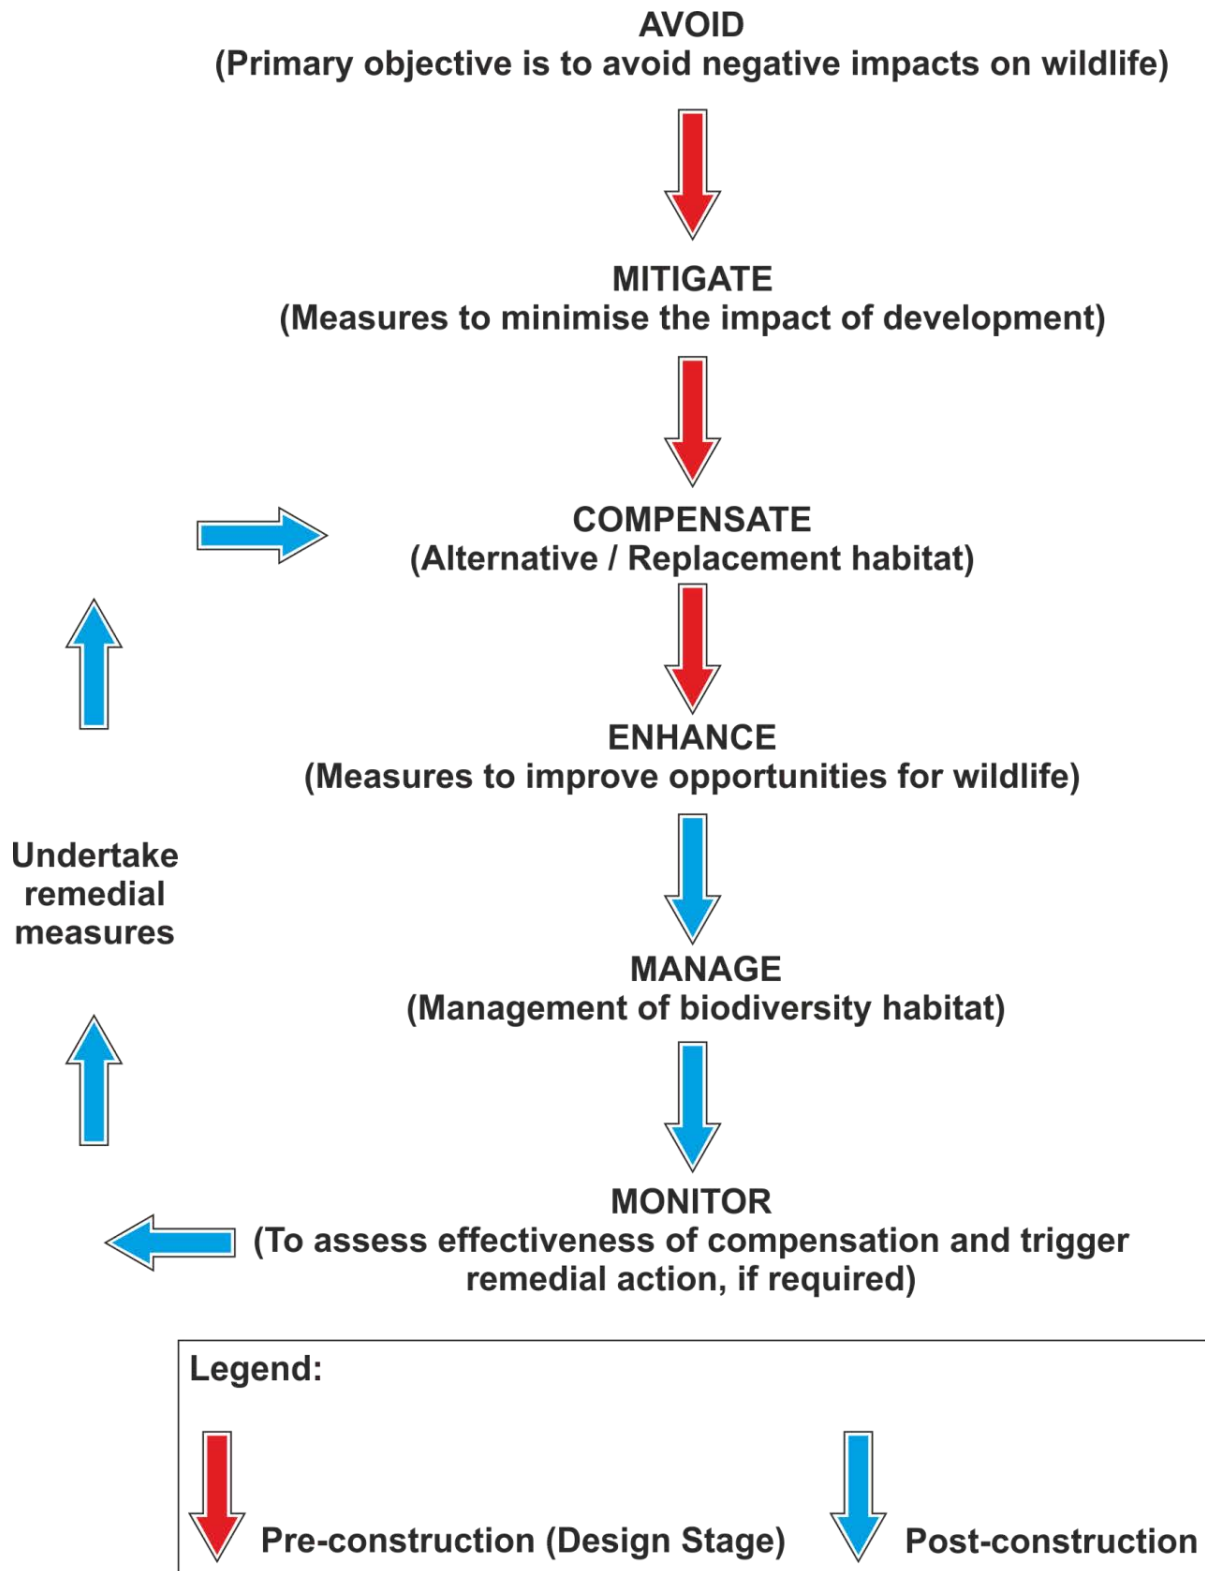 AVOID
(Primary objective is to avoid negative impacts on wildlife)
MITIGATE
(Measures to minimise the impact of development)
COMPENSATE
(Alternative / Replacement habitat)
ENHANCE
(Measures to improve opportunities for wildlife)
Undertake
remedial
measures
MANAGE
(Management of biodiversity habitat)
MONITOR
(To assess effectiveness of compensation and trigger
remedial action, if required)
Legend:
Pre-construction (Design Stage)
Post-construction